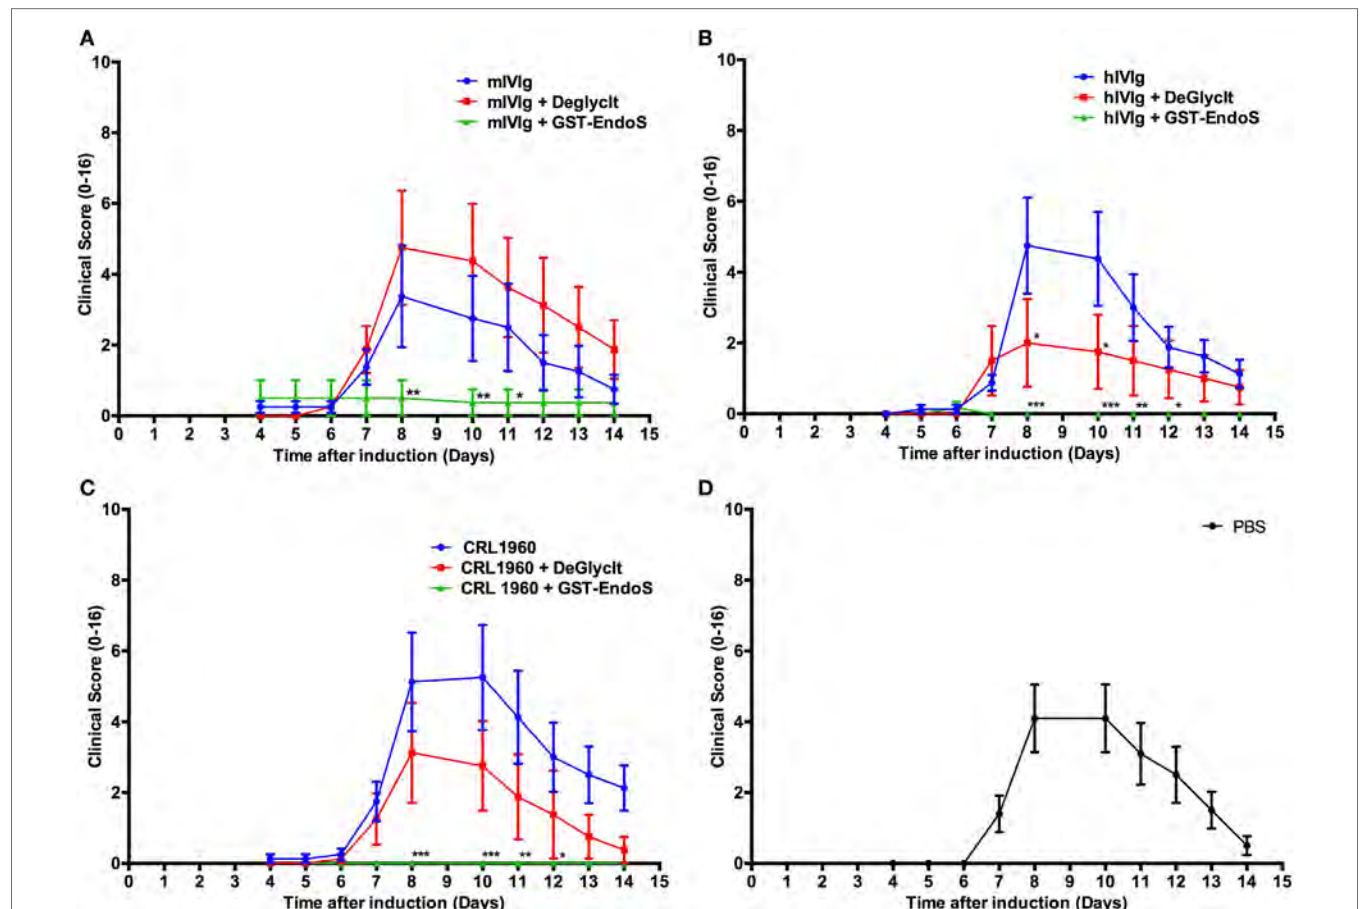 A
10
8
6
4
2
0
Clinical Score (0-16)
mIVIg
mIVIg + Deglyclt
mIVIg + GST-EndoS
** ** *
0 1 2 3 4 5 6 7 8 9 10 11 12 13 14 15
Time after induction (Days)
B
10
8
6
4
2
0
Clinical Score (0-16)
hIVIg
hIVIg + DeGlyclt
hIVIg + GST-EndoS
* *
*** *** ** *
0 1 2 3 4 5 6 7 8 9 10 11 12 13 14 15
Time after induction (Days)
C
10
8
6
4
2
0
Clinical Score (0-16)
CRL1960
CRL1960 + DeGlyclt
CRL 1960 + GST-EndoS
*** *** ** *
0 1 2 3 4 5 6 7 8 9 10 11 12 13 14 15
Time after induction (Days)
D
10
8
6
4
2
0
Clinical Score (0-16)
PBS
0 1 2 3 4 5 6 7 8 9 10 11 12 13 14 15
Time after induction (Days)